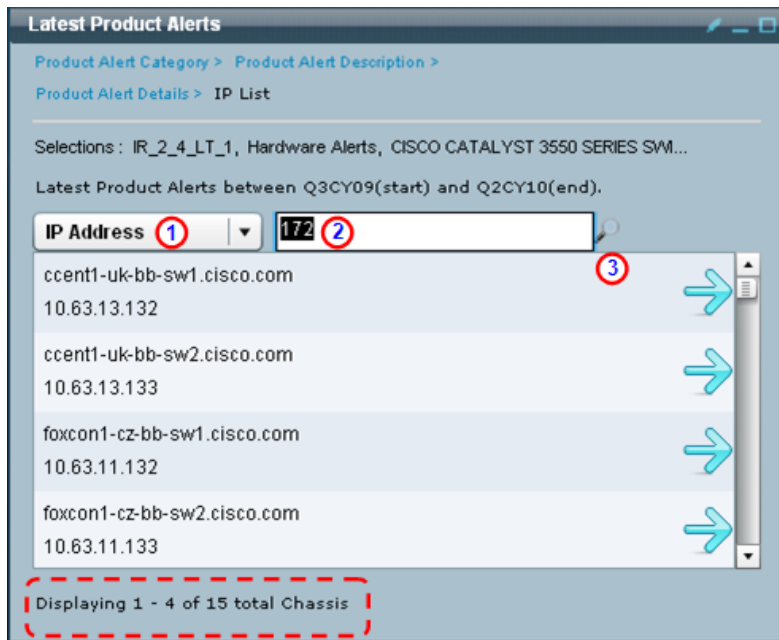 Latest Product Alerts
Product Alert Category > Product Alert Description >
Product Alert Details > IP List
Selections : IR_2_4_LT_1, Hardware Alerts, CISCO CATALYST 3550 SERIES SWI...
Latest Product Alerts between Q3CY09(start) and Q2CY10(end).
IP Address 1 172 2
3
ccent1-uk-bb-sw1.cisco.com
10.63.13.132
ccent1-uk-bb-sw2.cisco.com
10.63.13.133
foxcon1-cz-bb-sw1.cisco.com
10.63.11.132
foxcon1-cz-bb-sw2.cisco.com
10.63.11.133
Displaying 1 - 4 of 15 total Chassis